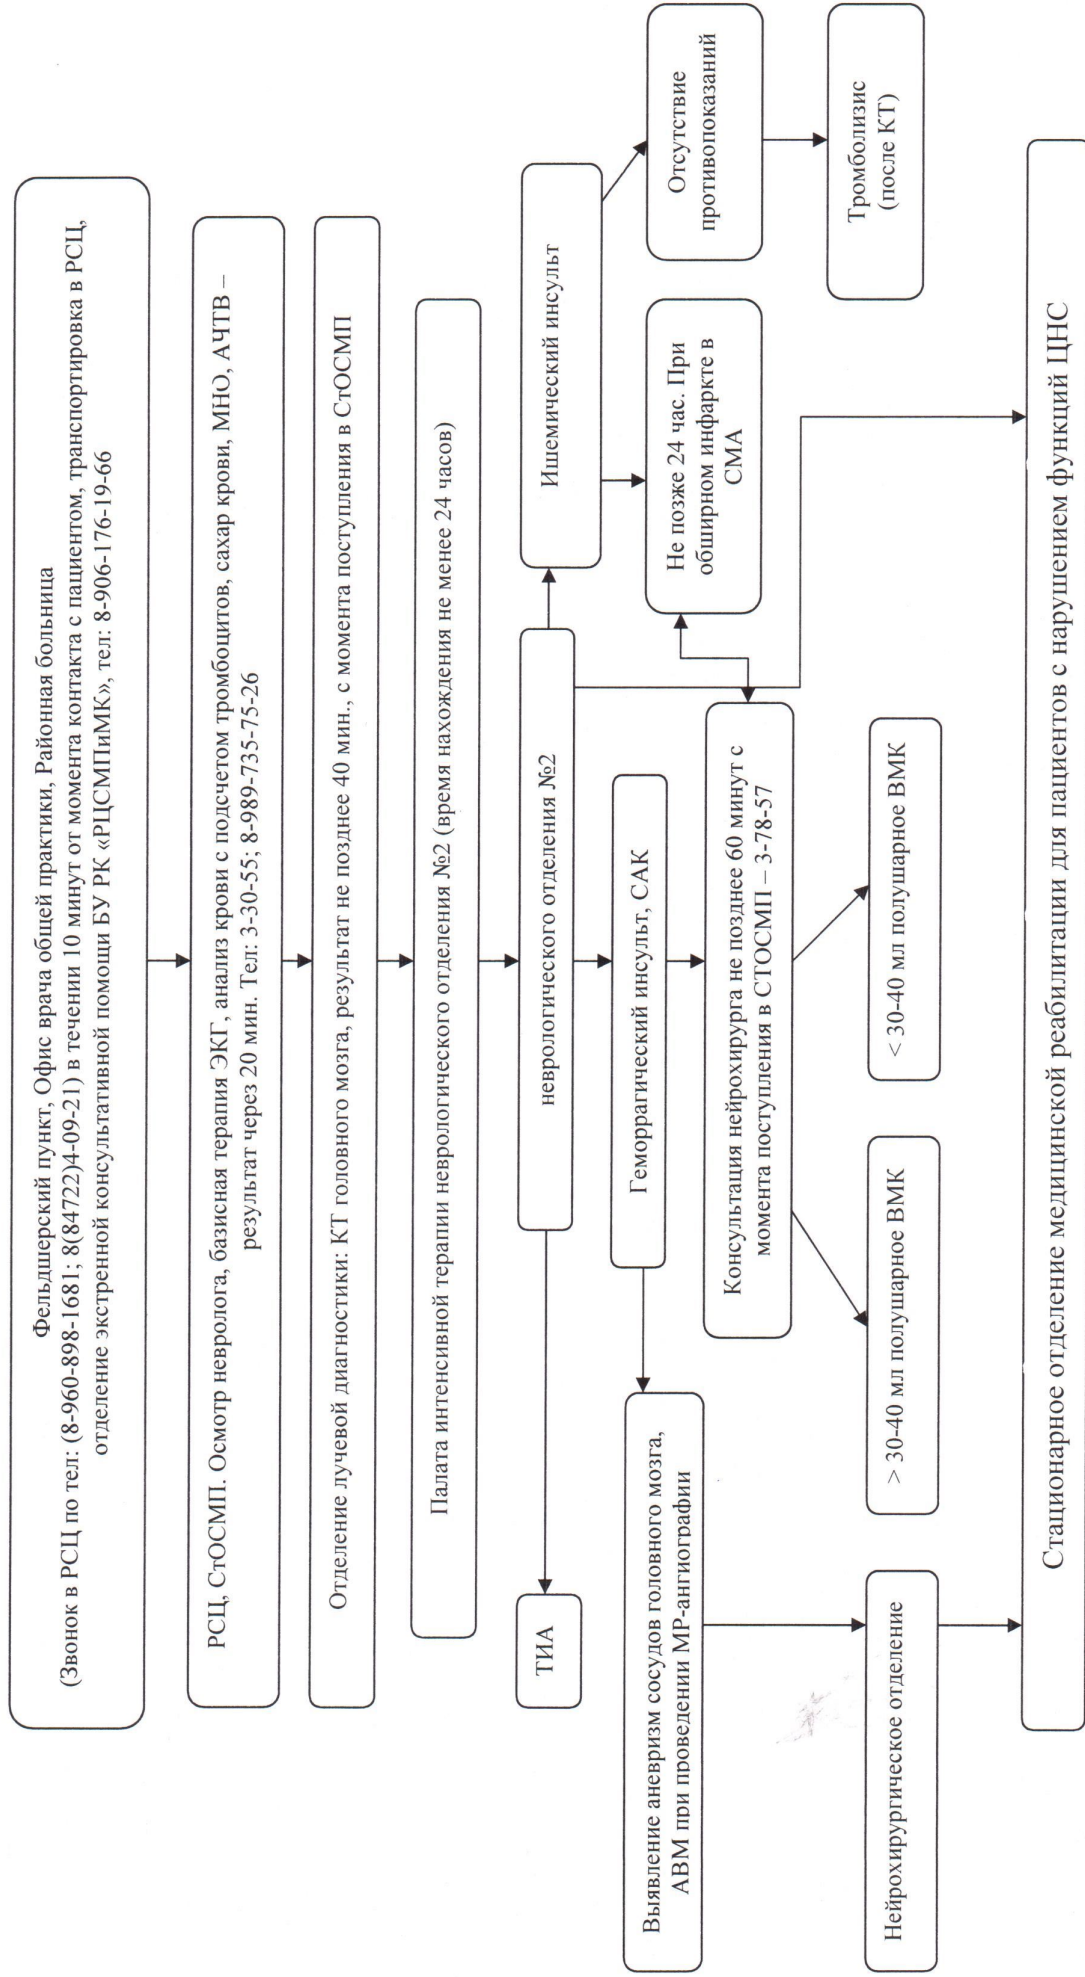 Фельдшерский пункт, Офис врача общей практики, Районная больница
(Звонок в РСЦ по тел: (8-960-898-1681; 8(84722)4-09-21) в течении 10 минут от момента контакта с пациентом, транспортировка в РСЦ,
отделение экстренной консультативной помощи БУ РК «РЦСМПиМК», тел: 8-906-176-19-66
РСЦ, СтОСМП. Осмотр невролога, базисная терапия ЭКГ, анализ крови с подсчетом тромбоцитов, сахар крови, МНО, АЧТВ –
результат через 20 мин. Тел: 3-30-55; 8-989-735-75-26
Отделение лучевой диагностики: КТ головного мозга, результат не позднее 40 мин., с момента поступления в СтОСМП
Палата интенсивной терапии неврологического отделения №2 (время нахождения не менее 24 часов)
ТИА
неврологического отделения №2
Ишемический инсульт
Выявление аневризм сосудов головного мозга,
АВМ при проведении МР-ангиографии
Геморрагический инсульт, САК
Не позже 24 час. При
обширном инфаркте в
СМА
Отсутствие
противопоказаний
Консультация нейрохирурга не позднее 60 минут с
момента поступления в СТОСМП – 3-78-57
Тромболизис
(после КТ)
Нейрохирургическое отделение
> 30-40 мл полушарное ВМК
< 30-40 мл полушарное ВМК
Стационарное отделение медицинской реабилитации для пациентов с нарушением функций ЦНС